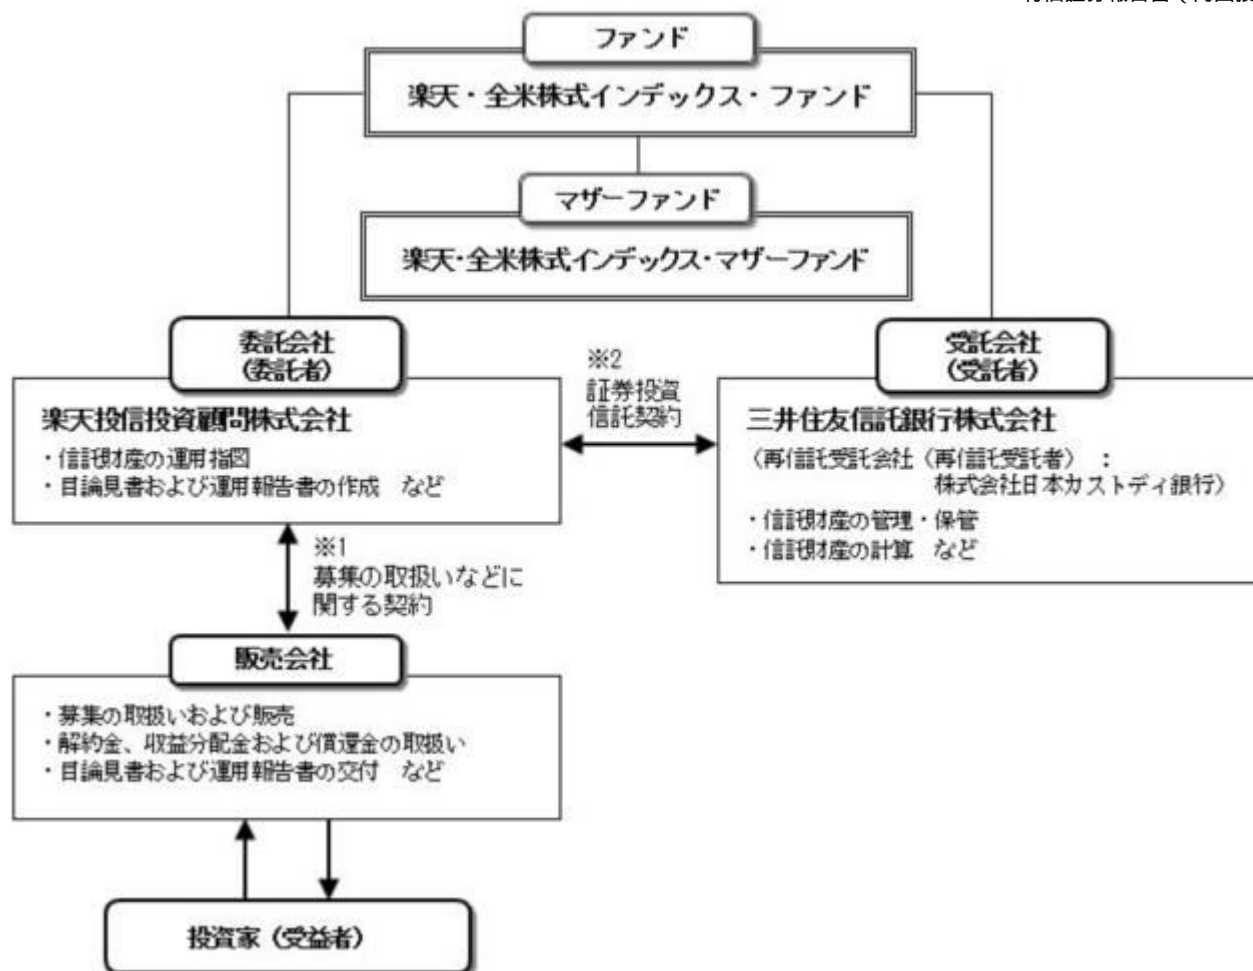 ファンド
楽天・全米株式インデックス・ファンド
マザーファンド
楽天・全米株式インデックス・マザーファンド
委託会社
(委託者)
楽天投信投資顧問株式会社
・信託財産の運用指図
・目論見書および運用報告書の作成　など
※2
証券投資
信託契約
受託会社
(受託者)
三井住友信託銀行株式会社
（再信託受託会社（再信託受託者）：
株式会社日本カストディ銀行）
・信託財産の管理・保管
・信託財産の計算　など
※1
募集の取扱いなどに
関する契約
販売会社
・募集の取扱いおよび販売
・解約金、収益分配金および償還金の取扱い
・目論見書および運用報告書の交付　など
投資家（受益者）